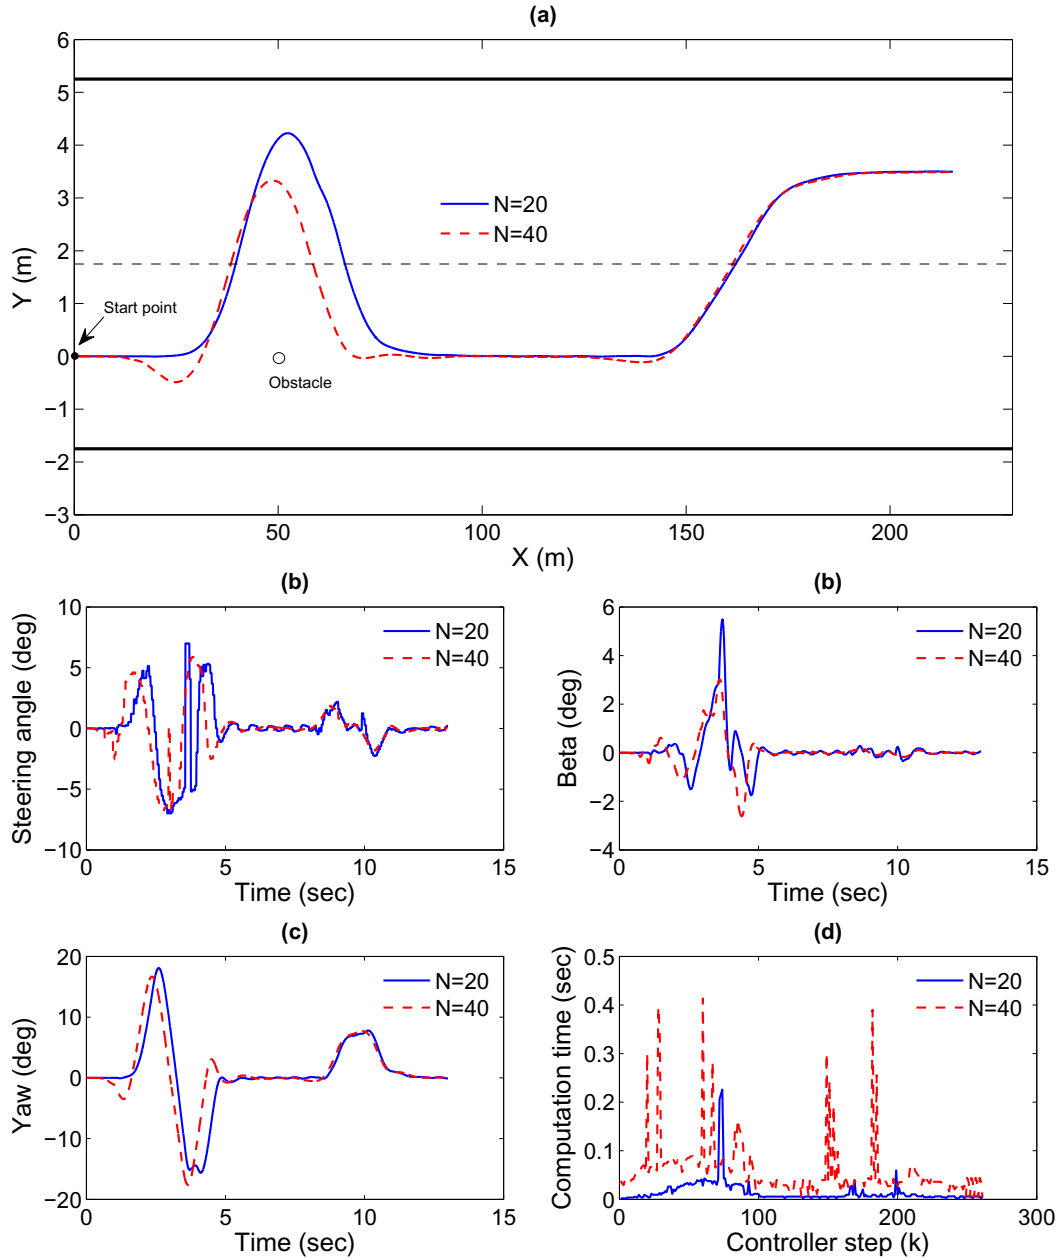 (a)
6
5
4
3
2
1
0
−1
−2
−3
Y (m)
N=20
N=40
Start point
Obstacle
0
50
100
150
200
X (m)
(b)
10
5
0
−5
−10
Steering angle (deg)
N=20
N=40
0
5
10
15
Time (sec)
(b)
6
4
2
0
−2
−4
Beta (deg)
N=20
N=40
0
5
10
15
Time (sec)
(c)
20
10
0
−10
−20
Yaw (deg)
N=20
N=40
0
5
10
15
Time (sec)
(d)
0.5
0.4
0.3
0.2
0.1
0
Computation time (sec)
N=20
N=40
0
100
200
300
Controller step (k)